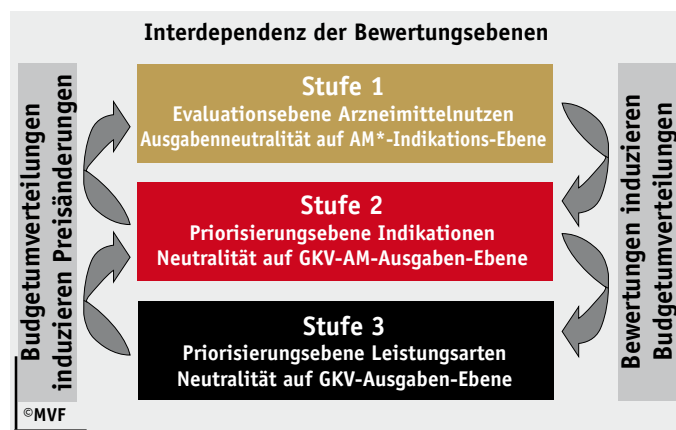 Interdependenz der Bewertungsebenen
Budgetumverteilungen
induzieren Preisänderungen
Stufe 1
Evaluationsebene Arzneimittelnutzen
Ausgabenneutralität auf AM*-Indikations-Ebene
Stufe 2
Priorisierungsebene Indikationen
Neutralität auf GKV-AM-Ausgaben-Ebene
Stufe 3
Priorisierungsebene Leistungsarten
Neutralität auf GKV-Ausgaben-Ebene
Bewertungen induzieren
Budgetumverteilungen
©MVF